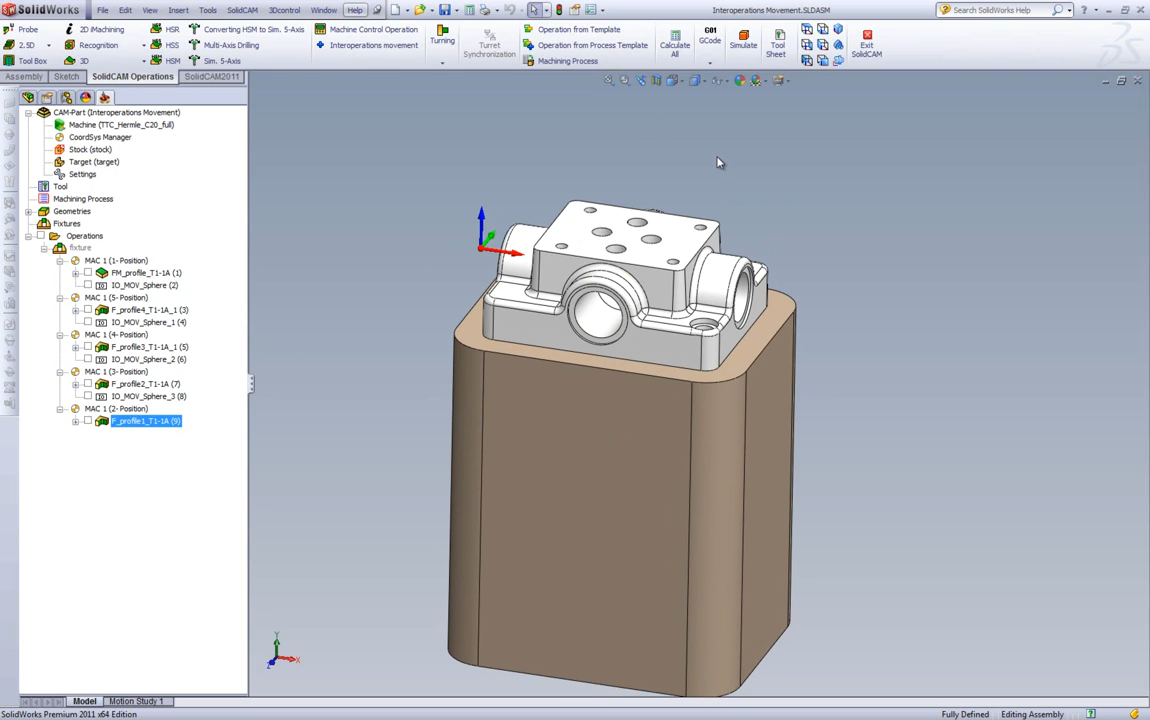 SolidWorks File Edit View Insert Tools SolidCAM 3Dcontrol Window Help Interoperations Movement.SLDASM Search SolidWorks Help
Probe 2D iMachining HSR Converting HSM to Sim. 5-Axis Machine Control Operation Turning Turret Synchronization Operation from Template Calculate All G01 GCode Simulate Tool Sheet Exit SolidCAM
2.5D Recognition HSS Multi-Axis Drilling Interoperations movement Operation from Process Template
Tool Box 3D HSM Sim. 5-Axis Machining Process
Assembly Sketch SolidCAM Operations SolidCAM2011
CAM-Part (Interoperations Movement)
Machine (TTC_Hermle_C20_full)
CoordSys Manager
Stock (stock)
Target (target)
Settings
Tool
Machining Process
Geometries
Fixtures
Operations
fixture
MAC 1 (1- Position)
FM_profile_T1-1A (1)
IO_MOV_Sphere (2)
MAC 1 (5- Position)
F_profile4_T1-1A_1 (3)
IO_MOV_Sphere_1 (4)
MAC 1 (4- Position)
F_profile3_T1-1A_1 (5)
IO_MOV_Sphere_2 (6)
MAC 1 (3- Position)
F_profile2_T1-1A (7)
IO_MOV_Sphere_3 (8)
MAC 1 (2- Position)
F_profile1_T1-1A (9)
Y
X
Z
Model Motion Study 1
SolidWorks Premium 2011 x64 Edition Fully Defined Editing Assembly